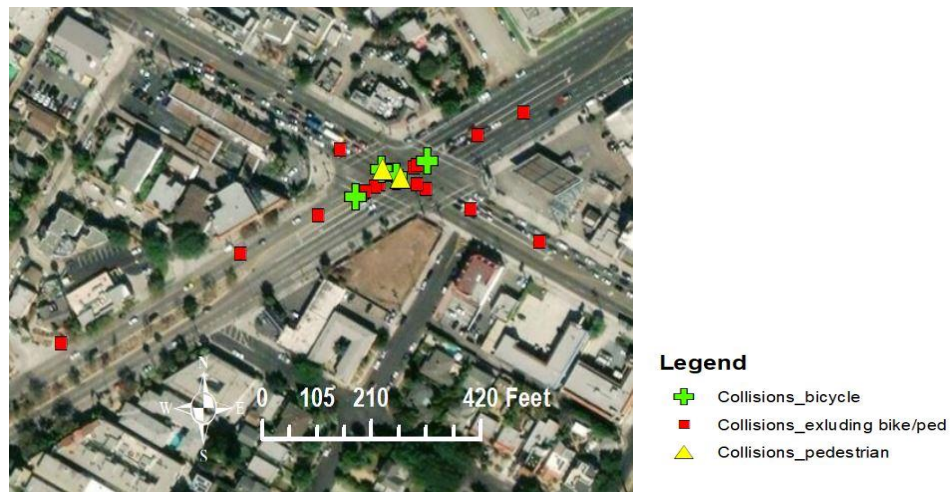 N
W E
S
0 105 210 420 Feet
Legend
Collisions_bicycle
Collisions_exluding bike/ped
Collisions_pedestrian